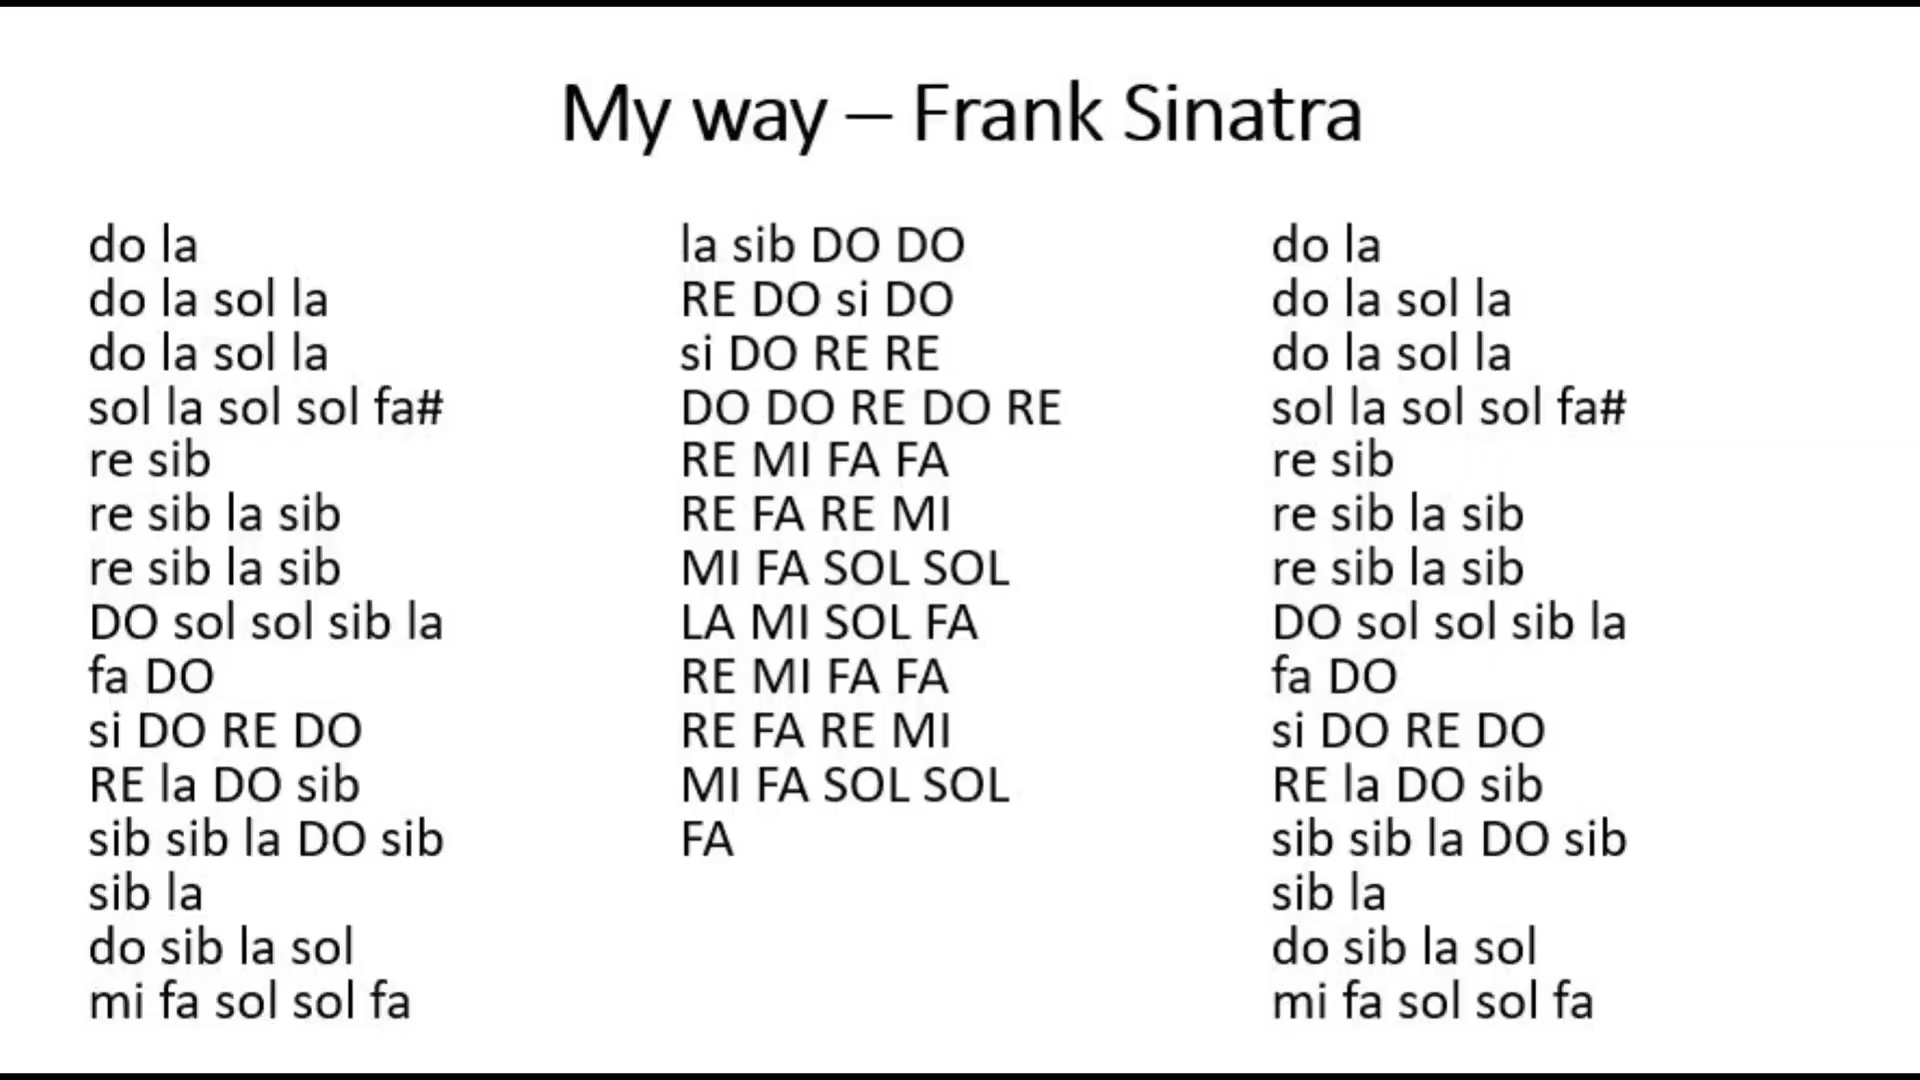 My way – Frank Sinatra
do la
do la sol la
do la sol la
sol la sol sol fa#
re sib
re sib la sib
re sib la sib
DO sol sol sib la
fa DO
si DO RE DO
RE la DO sib
sib sib la DO sib
sib la
do sib la sol
mi fa sol sol fa
la sib DO DO
RE DO si DO
si DO RE RE
DO DO RE DO RE
RE MI FA FA
RE FA RE MI
MI FA SOL SOL
LA MI SOL FA
RE MI FA FA
RE FA RE MI
MI FA SOL SOL
FA
do la
do la sol la
do la sol la
sol la sol sol fa#
re sib
re sib la sib
re sib la sib
DO sol sol sib la
fa DO
si DO RE DO
RE la DO sib
sib sib la DO sib
sib la
do sib la sol
mi fa sol sol fa